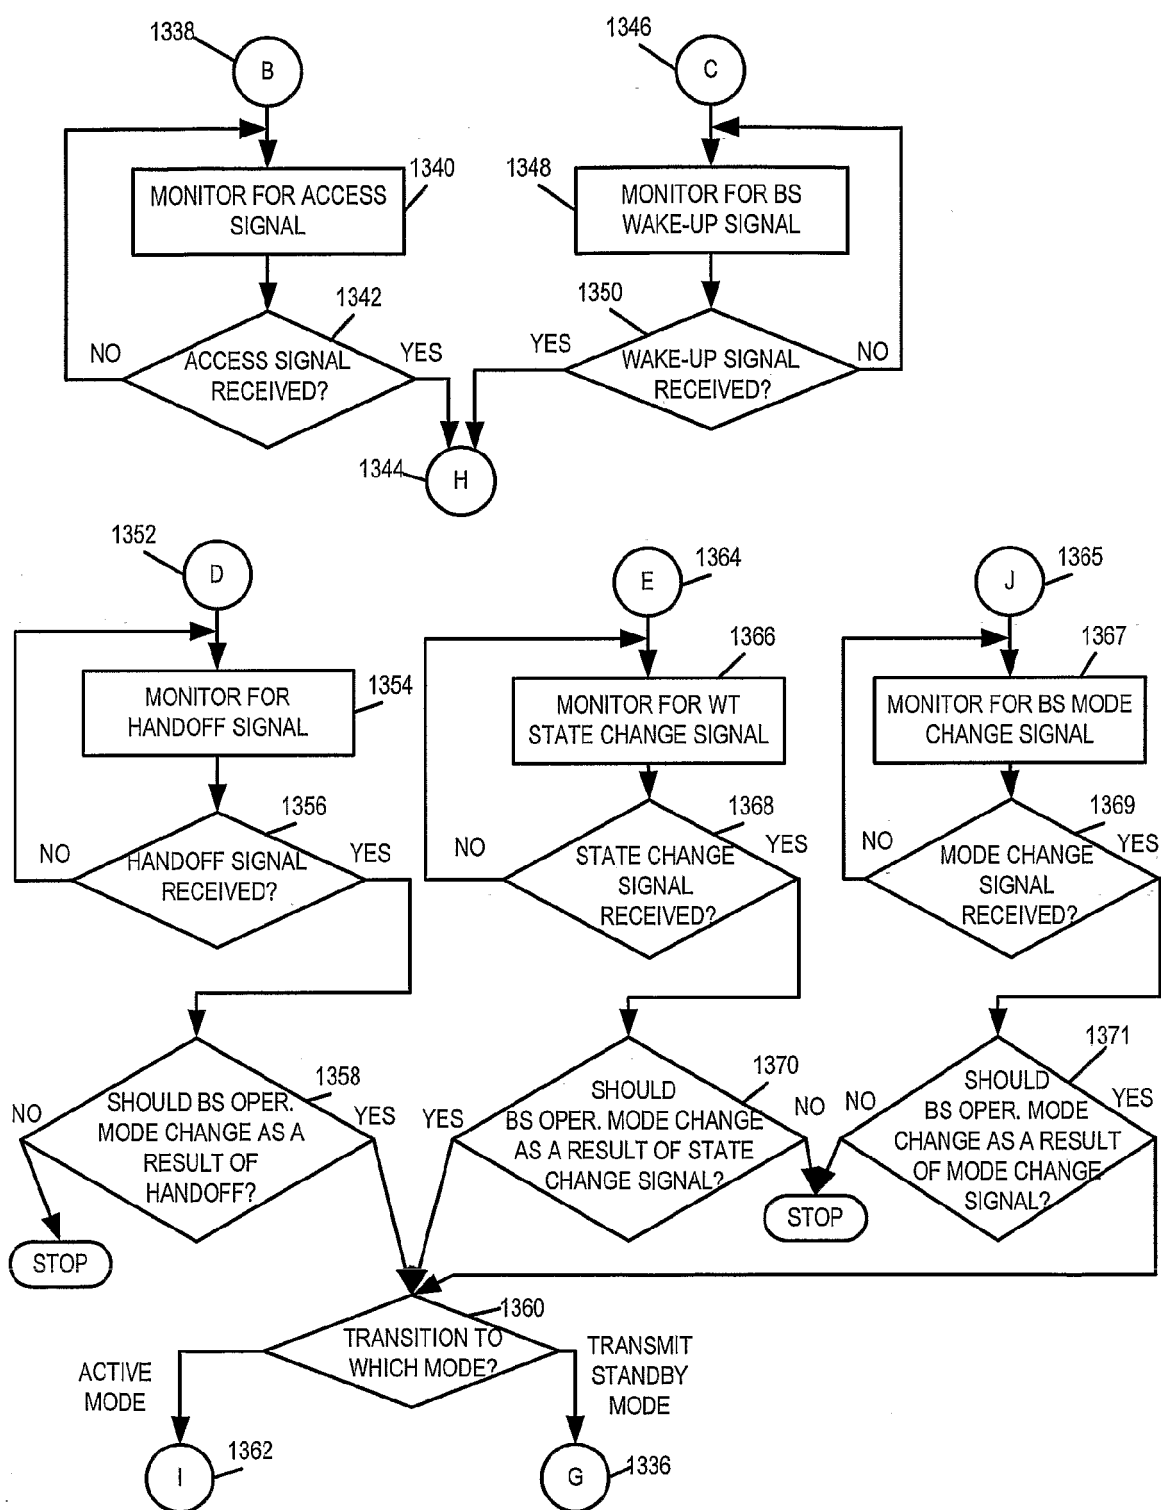 1338
B
1346
C
MONITOR FOR ACCESS
SIGNAL
1340
1348
MONITOR FOR BS
WAKE-UP SIGNAL
1342
NO
ACCESS SIGNAL
RECEIVED?
YES
1350
YES
WAKE-UP SIGNAL
RECEIVED?
NO
1344
H
1352
D
E
1364
J
1365
MONITOR FOR
HANDOFF SIGNAL
1354
1366
MONITOR FOR WT
STATE CHANGE SIGNAL
1367
MONITOR FOR BS MODE
CHANGE SIGNAL
1356
NO
HANDOFF SIGNAL
RECEIVED?
YES
1368
NO
STATE CHANGE
SIGNAL
RECEIVED?
YES
1369
NO
MODE CHANGE
SIGNAL
RECEIVED?
YES
1358
NO
SHOULD BS OPER.
MODE CHANGE AS A
RESULT OF
HANDOFF?
YES
STOP
1370
YES
SHOULD
BS OPER. MODE CHANGE
AS A RESULT OF STATE
CHANGE SIGNAL?
NO
STOP
1371
NO
SHOULD
BS OPER. MODE
CHANGE AS A RESULT
OF MODE CHANGE
SIGNAL?
YES
1360
TRANSITION TO
WHICH MODE?
ACTIVE
MODE
TRANSMIT
STANDBY
MODE
I
1362
G
1336